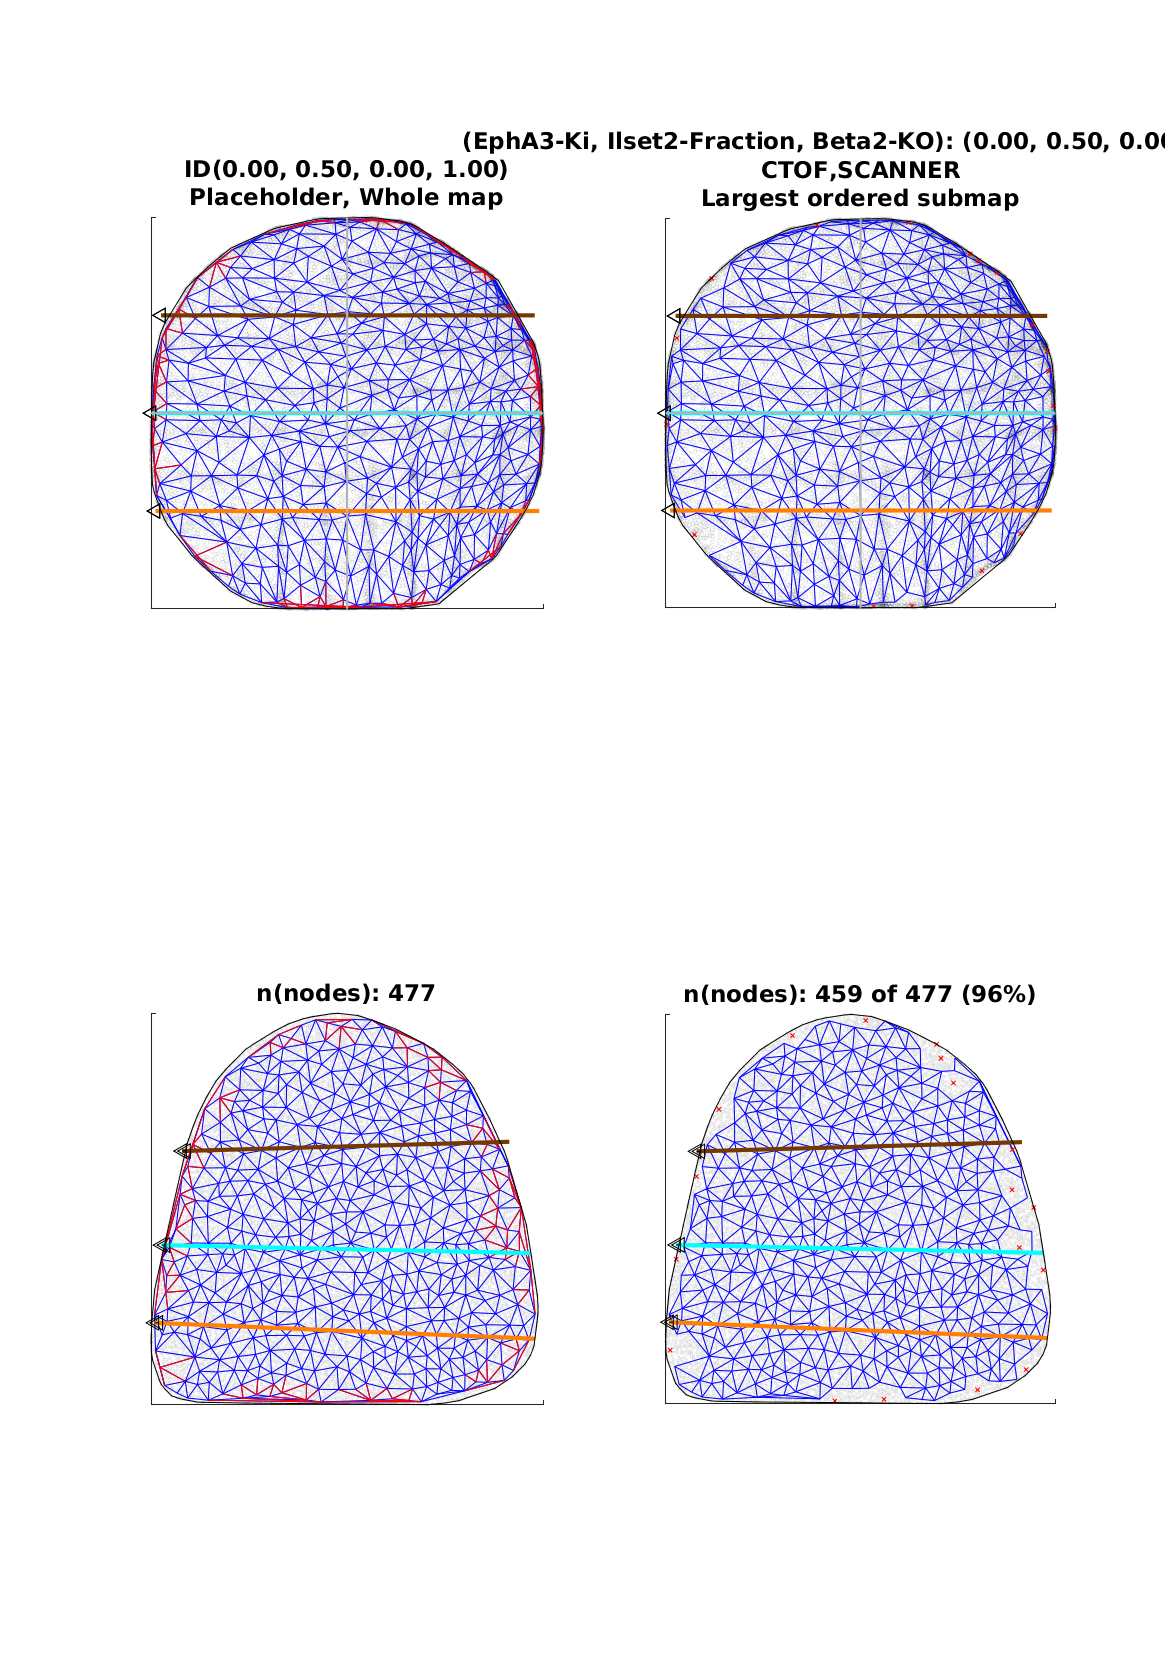 (EphA3-Ki, Ilset2-Fraction, Beta2-KO): (0.00, 0.50, 0.00
ID(0.00, 0.50, 0.00, 1.00)
Placeholder, Whole map
CTOF,SCANNER
Largest ordered submap
n(nodes): 477
n(nodes): 459 of 477 (96%)